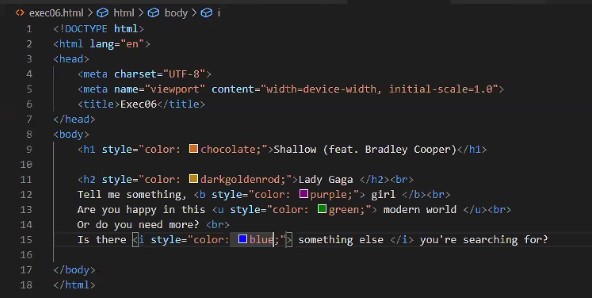 exec06.html > html > body > i
1 <!DOCTYPE html>
2 <html lang="en">
3 <head>
4 <meta charset="UTF-8">
5 <meta name="viewport" content="width=device-width, initial-scale=1.0">
6 <title>Exec06</title>
7 </head>
8 <body>
9 <h1 style="color: chocolate;">Shallow (feat. Bradley Cooper)</h1>
10
11 <h2 style="color: darkgoldenrod;">Lady Gaga </h2><br>
12 Tell me something, <b style="color: purple;"> girl </b><br>
13 Are you happy in this <u style="color: green;"> modern world </u><br>
14 Or do you need more? <br>
15 Is there <i style="color: blue;"> something else </i> you're searching for?
16
17 </body>
18 </html>